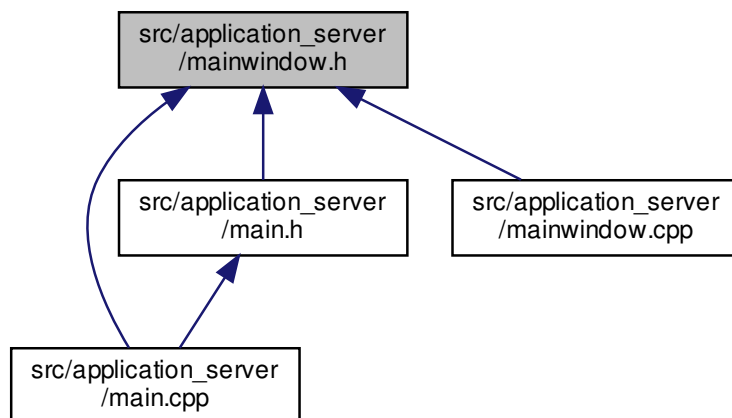 src/application_server
/mainwindow.h
src/application_server
/main.h
src/application_server
/mainwindow.cpp
src/application_server
/main.cpp